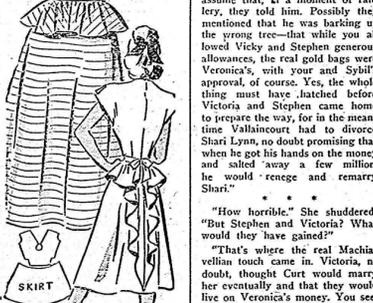 SKIRT
lery, they told him. Possibly the
mentioned that he was barking u
the wrong tree—that while you a
lowed Vicky and Stephen generou
allowances, the real gold bags wer
Veronica's, with your and Sybil'
approval, of course. Yes, the whol
thing must have hatched befor
Victoria and Stephen came hom
to prepare the way, for in the mean
time Vallaincourt had to divorc
Shari Lynn, no doubt promising tha
when he got his hands on the mone
and salted away a few million
he would renege and remarr
Shari."
* * *
"How horrible." She shuddered
"But Stephen and Victoria? Wha
would they have gained?"
"That's where the real Machia
vellian touch came in. Victoria, n
doubt, thought Curt would marr
her eventually and that they woul
live on Veronica's money. You see